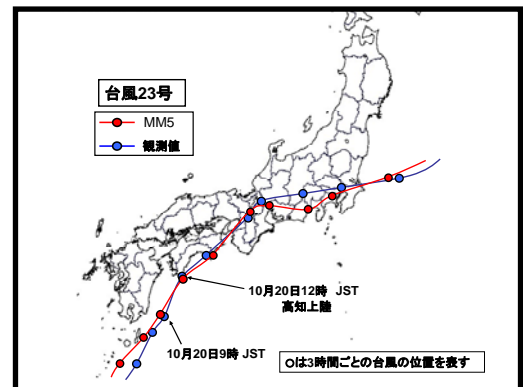 台風23号
MM5
観測値
10月20日12時 JST
高知上陸
10月20日9時 JST
○は3時間ごとの台風の位置を表す